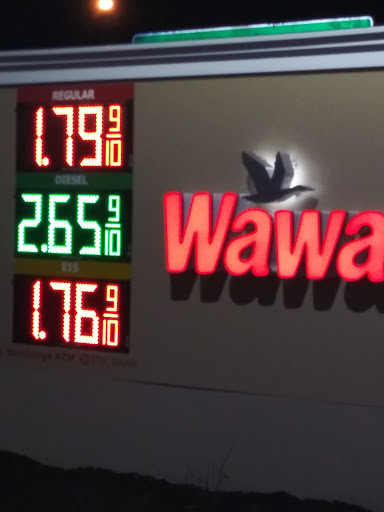 REGULAR
1.79 9/10
DIESEL
2.65 9/10
E15
1.76 9/10
Wawa